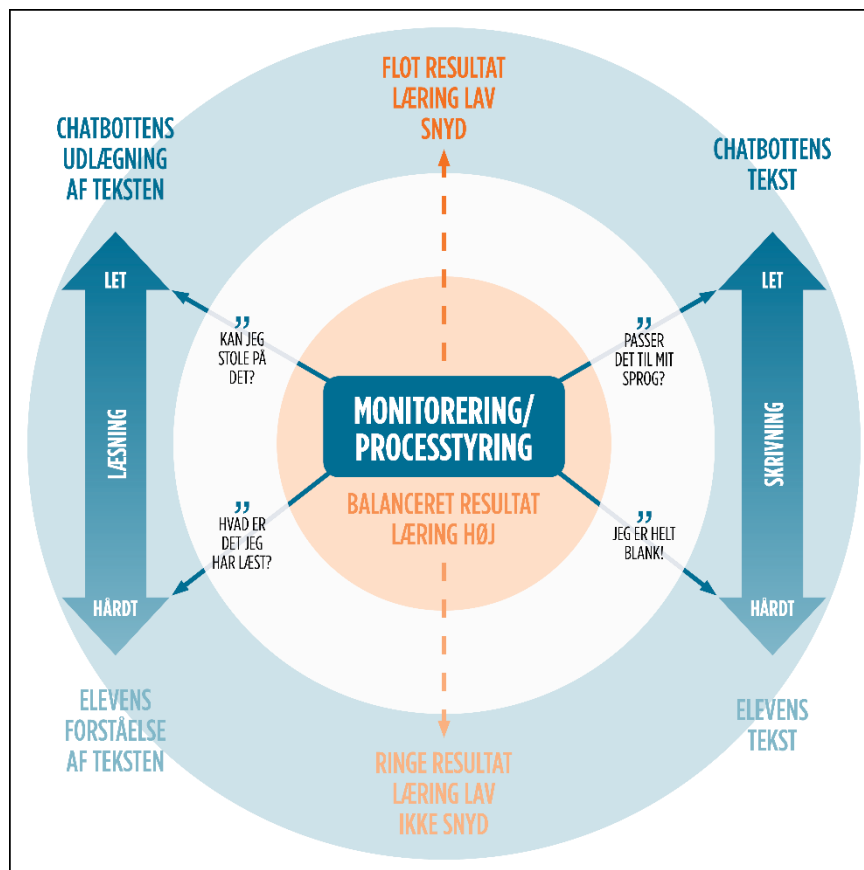 FLOT RESULTAT
LÆRING LAV
SNYD
CHATBOTTENS
UDLÆGNING
AF TEKSTEN
CHATBOTTENS
TEKST
LET
LÆSNING
HÅRDT
LET
SKRIVNING
HÅRDT
”
KAN JEG
STOLE PÅ
DET?
”
PASSER
DET TIL MIT
SPROG?
MONITORERING/
PROCESSTYRING
BALANCERET RESULTAT
LÆRING HØJ
”
HVAD ER
DET JEG
HAR LÆST?
”
JEG ER HELT
BLANK!
ELEVENS
FORSTÅELSE
AF TEKSTEN
ELEVENS
TEKST
RINGE RESULTAT
LÆRING LAV
IKKE SNYD